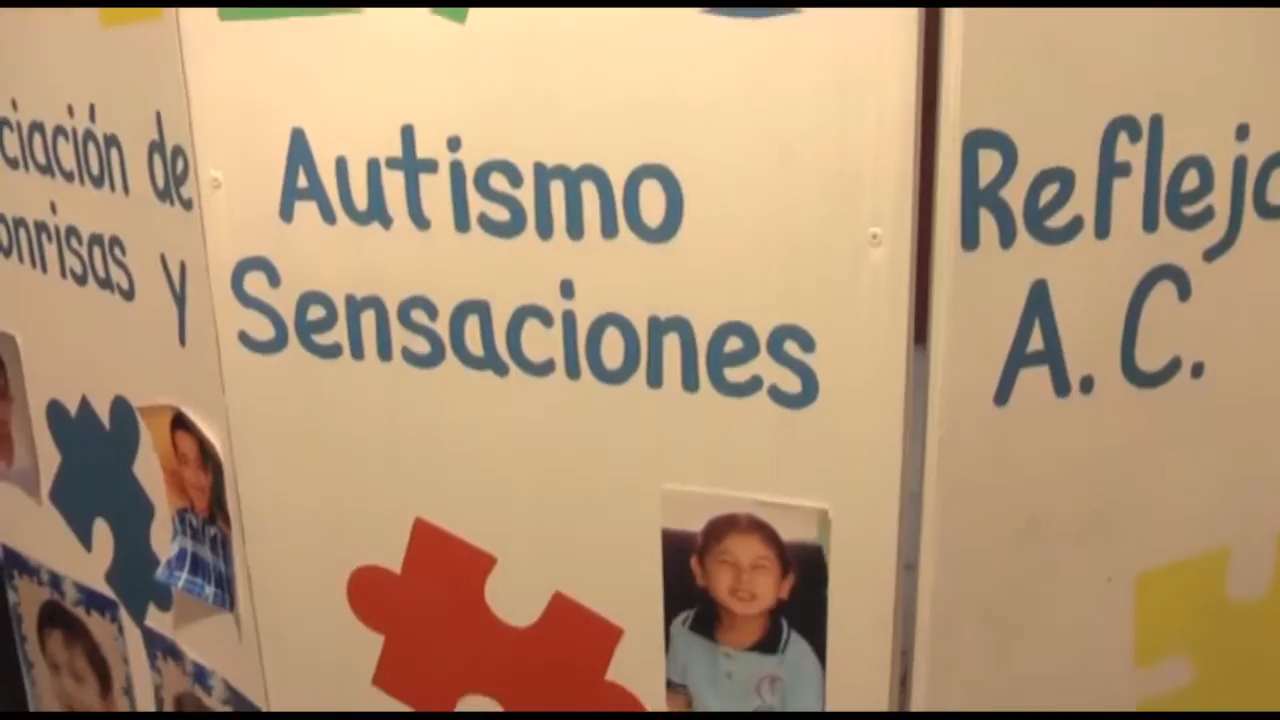 ciación de
onrisas y
Autismo
Sensaciones
Reflejo
A.C.